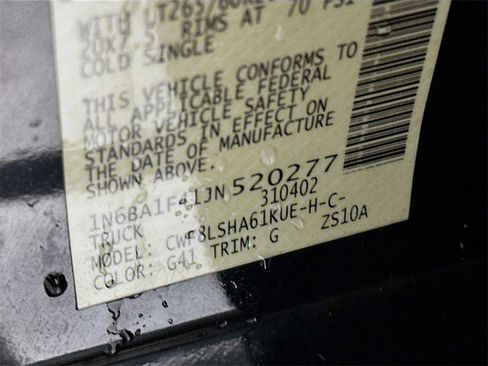 WITH LT265/60R20
20X7.5 RIMS AT 70 PSI
COLD SINGLE
THIS VEHICLE CONFORMS TO
ALL APPLICABLE FEDERAL
MOTOR VEHICLE SAFETY
STANDARDS IN EFFECT ON
THE DATE OF MANUFACTURE
SHOWN ABOVE.
1N6BA1F41JN520277
TRUCK 310402
MODEL: CWF8LSHA61KUE-H-C-
COLOR: G41 TRIM: G ZS10A